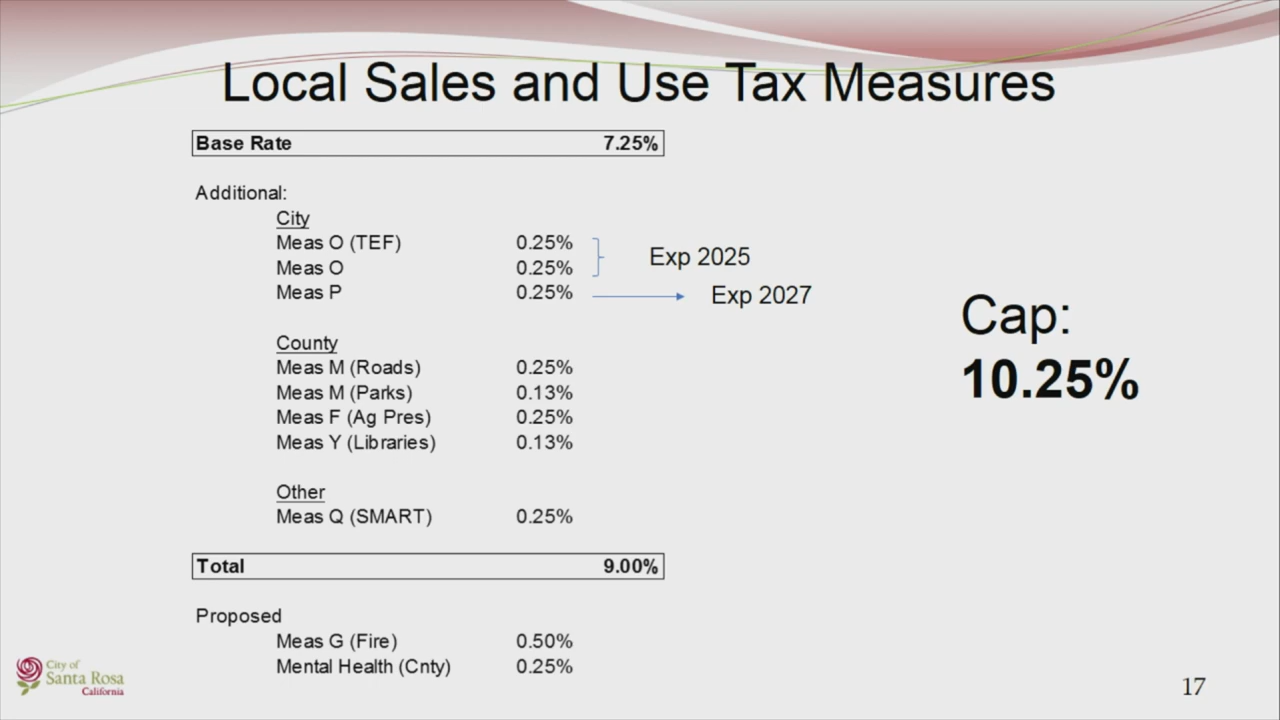 Local Sales and Use Tax Measures
Base Rate 7.25%
Additional:
City
Meas O (TEF) 0.25%
Meas O 0.25%
Exp 2025
Meas P 0.25%
Exp 2027
Cap:
10.25%
County
Meas M (Roads) 0.25%
Meas M (Parks) 0.13%
Meas F (Ag Pres) 0.25%
Meas Y (Libraries) 0.13%
Other
Meas Q (SMART) 0.25%
Total 9.00%
Proposed
Meas G (Fire) 0.50%
Mental Health (Cnty) 0.25%
City of
Santa Rosa
California
17